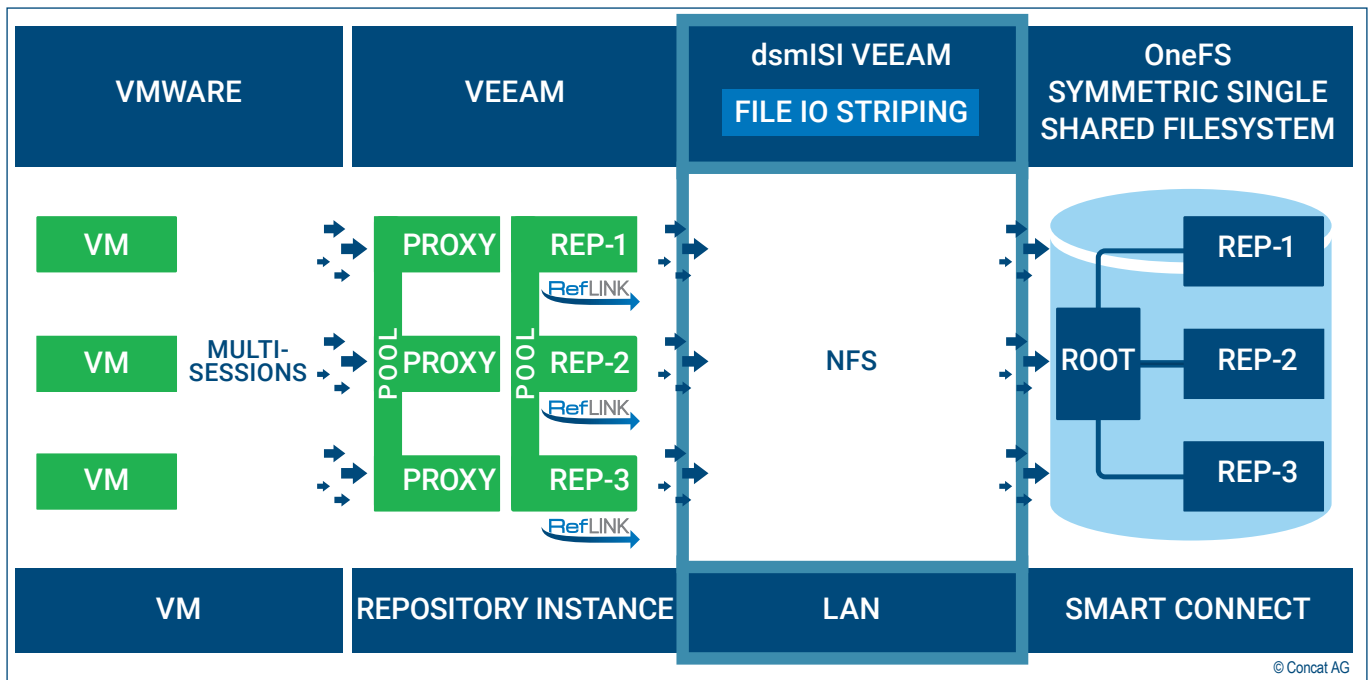 VMWARE
VEEAM
dsmISI VEEAM
FILE IO STRIPING
OneFS
SYMMETRIC SINGLE
SHARED FILESYSTEM
VM
VM
VM
MULTI-
SESSIONS
POOL
PROXY
PROXY
PROXY
POOL
REP-1
RefLINK
REP-2
RefLINK
REP-3
RefLINK
NFS
ROOT
REP-1
REP-2
REP-3
VM
REPOSITORY INSTANCE
LAN
SMART CONNECT
© Concat AG